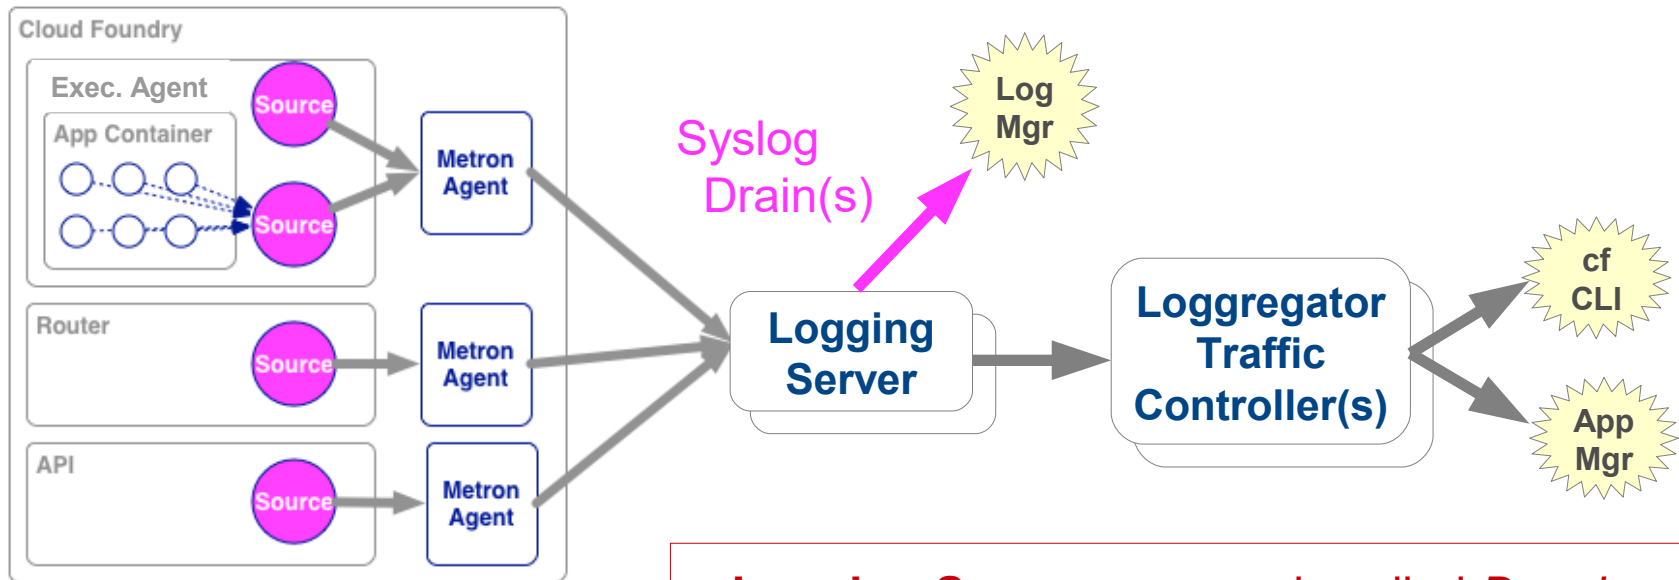 Cloud Foundry
Exec. Agent
App Container
Source
Source
Metron
Agent
Router
Source
Metron
Agent
API
Source
Metron
Agent
Syslog
Drain(s)
Log
Mgr
Logging
Server
Loggregator
Traffic
Controller(s)
cf
CLI
App
Mgr